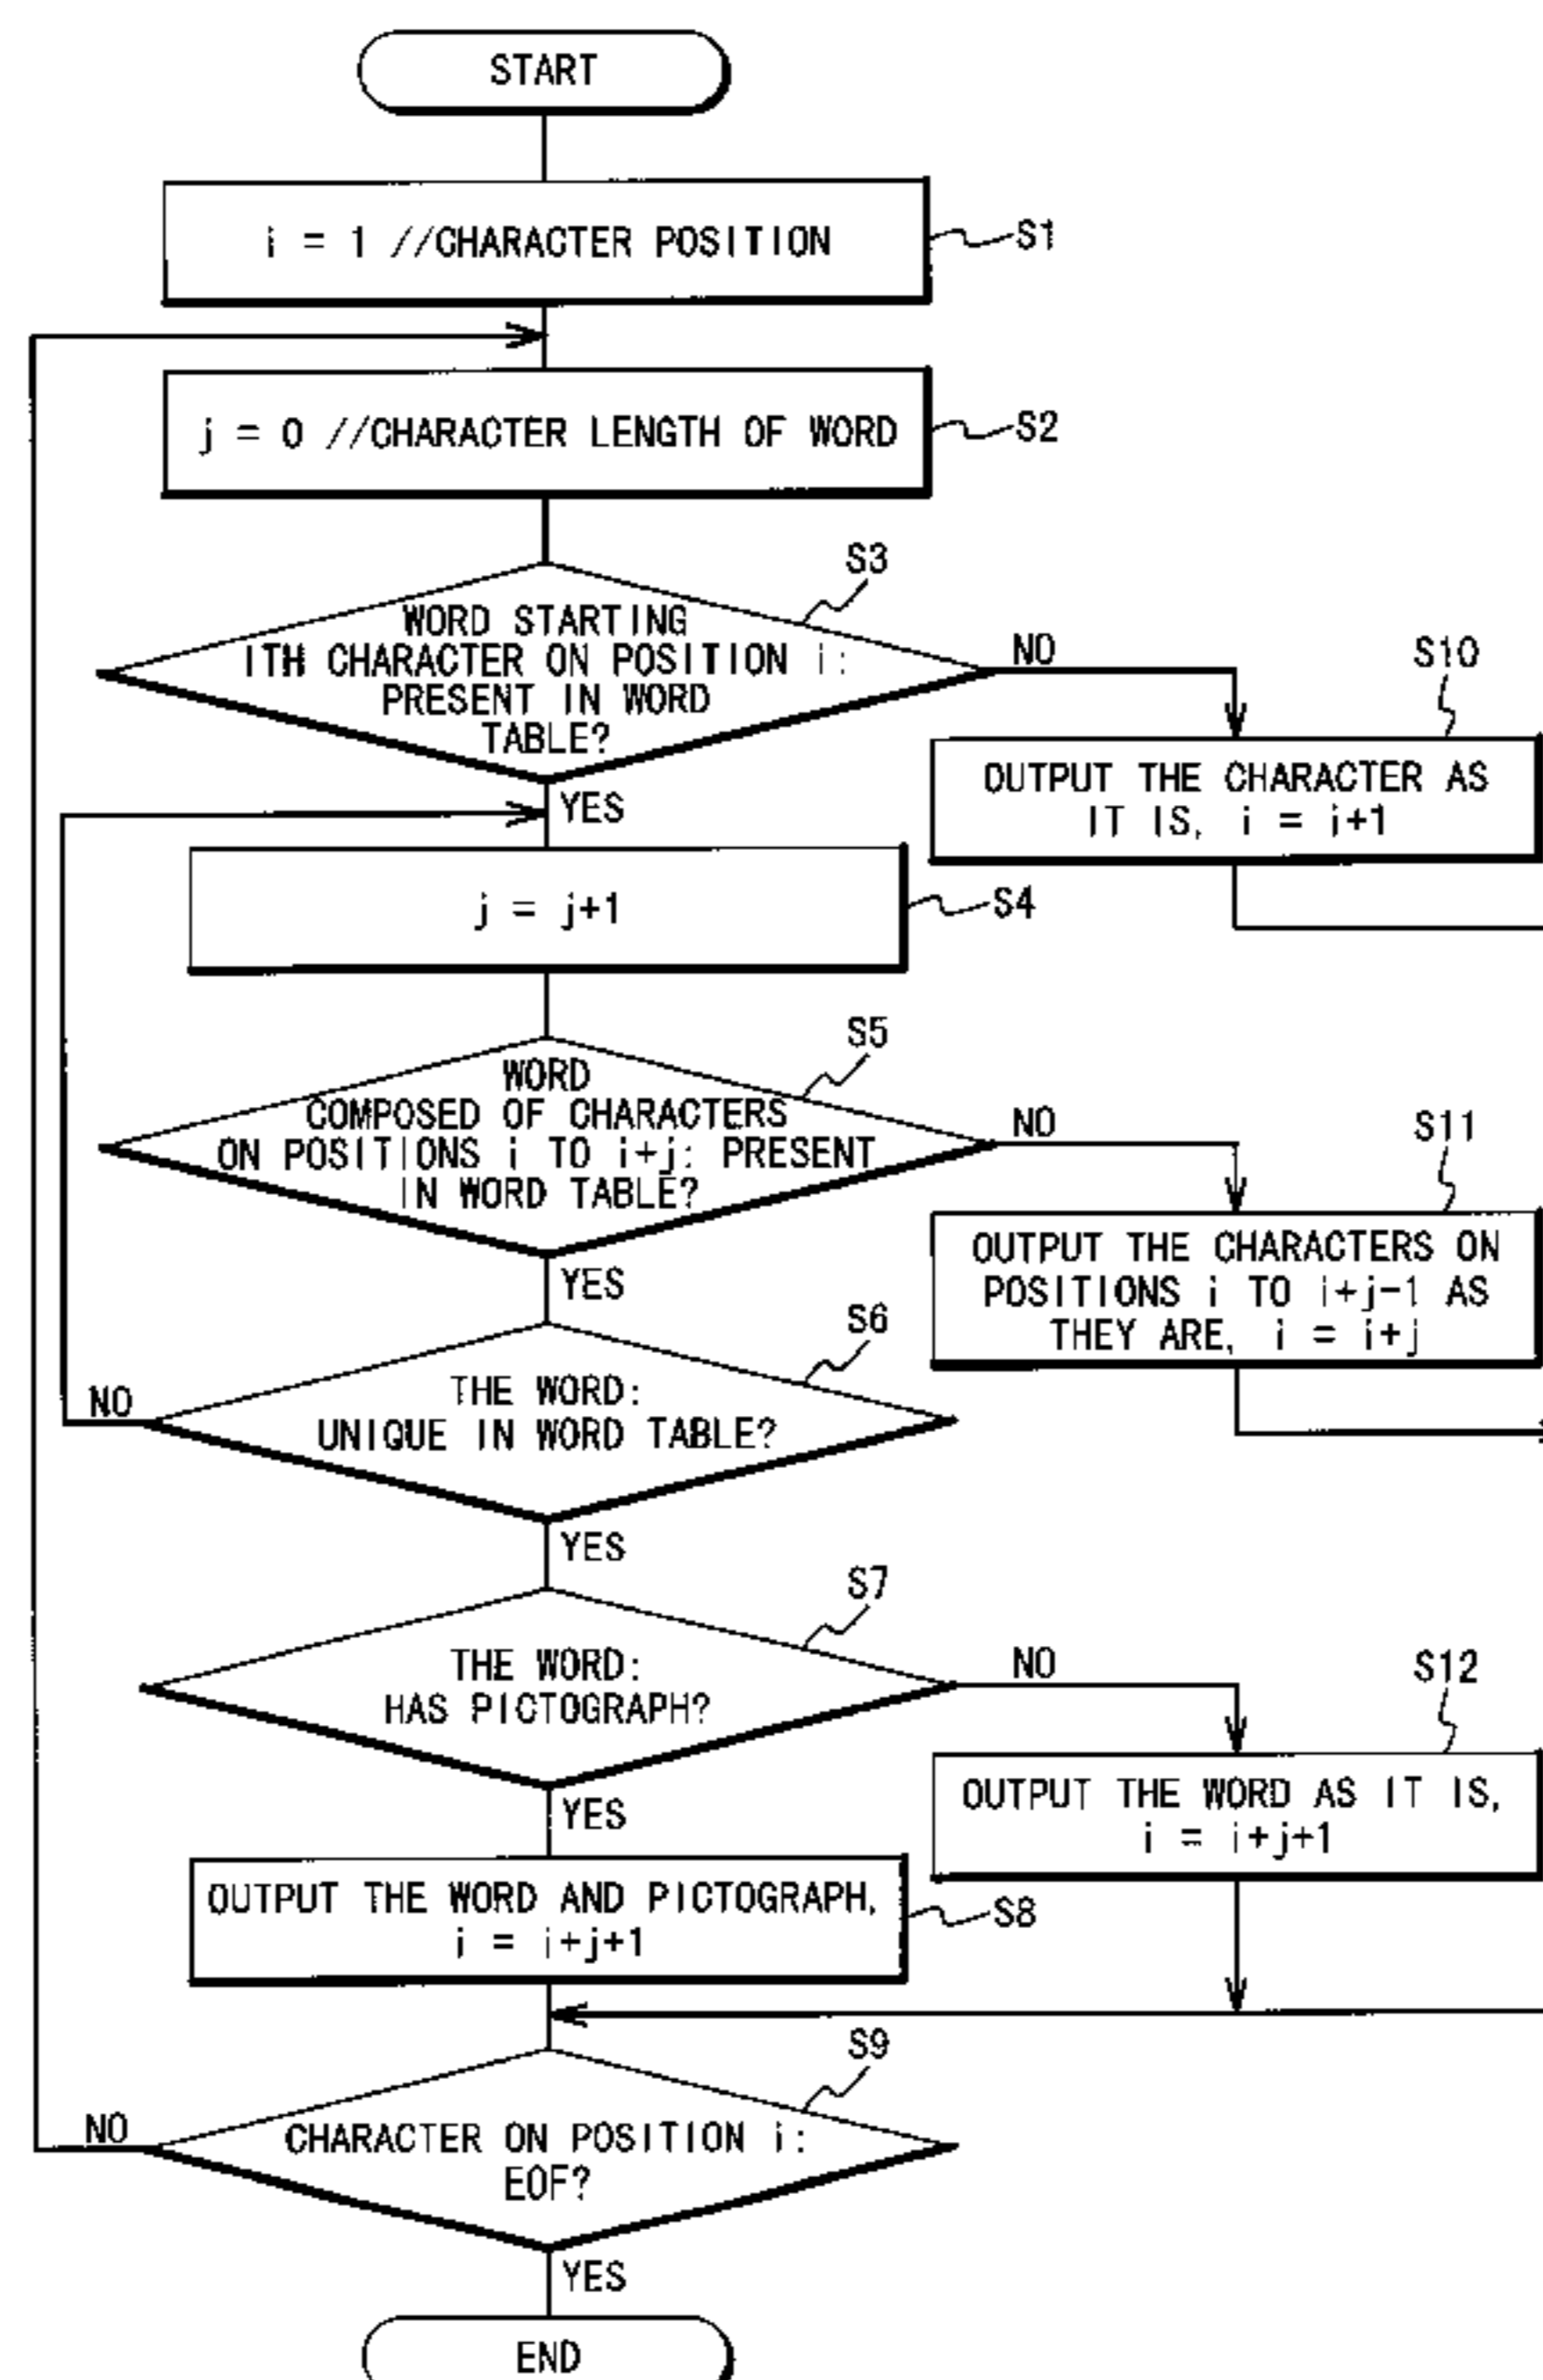 START
i = 1 //CHARACTER POSITION
S1
j = 0 //CHARACTER LENGTH OF WORD
S2
S3
WORD STARTING
ITH CHARACTER ON POSITION i:
PRESENT IN WORD
TABLE?
NO
YES
S10
OUTPUT THE CHARACTER AS
IT IS, i = i+1
j = j+1
S4
S5
WORD
COMPOSED OF CHARACTERS
ON POSITIONS i TO i+j: PRESENT
IN WORD TABLE?
NO
YES
S11
OUTPUT THE CHARACTERS ON
POSITIONS i TO i+j-1 AS
THEY ARE, i = i+j
S6
THE WORD:
UNIQUE IN WORD TABLE?
NO
YES
S7
THE WORD:
HAS PICTOGRAPH?
NO
YES
S12
OUTPUT THE WORD AS IT IS,
i = i+j+1
OUTPUT THE WORD AND PICTOGRAPH,
i = i+j+1
S8
S9
CHARACTER ON POSITION i:
EOF?
NO
YES
END